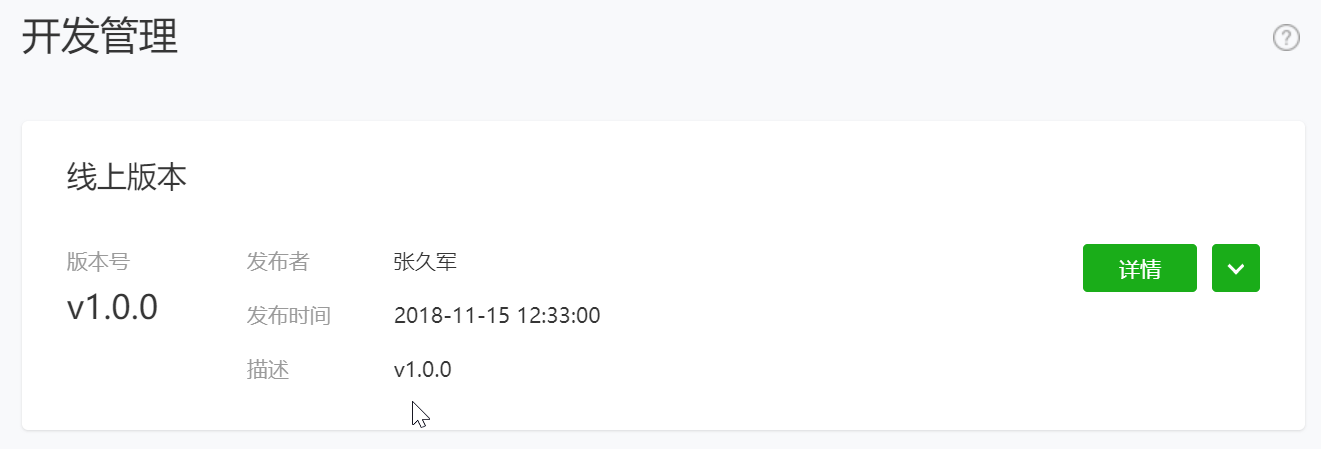 开发管理
?
线上版本
版本号
v1.0.0
发布者 张久军
发布时间 2018-11-15 12:33:00
描述 v1.0.0
详情